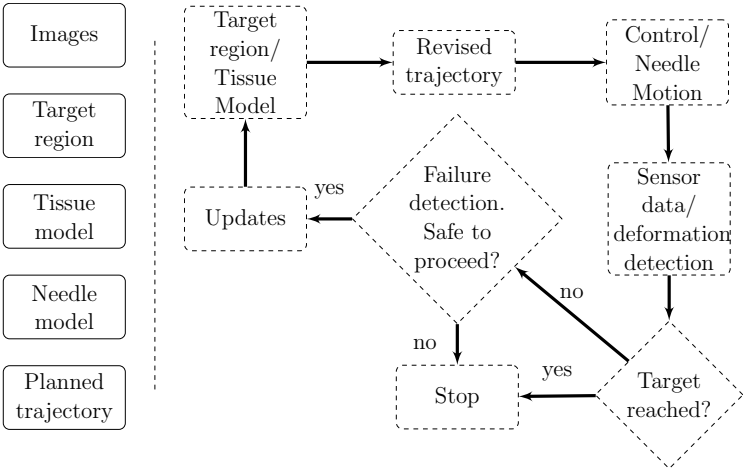 Images
Target
region
Tissue
model
Needle
model
Planned
trajectory
Target
region/
Tissue
Model
Revised
trajectory
Control/
Needle
Motion
Sensor
data/
deformation
detection
Target
reached?
no
yes
Failure
detection.
Safe to
proceed?
yes
no
Updates
Stop